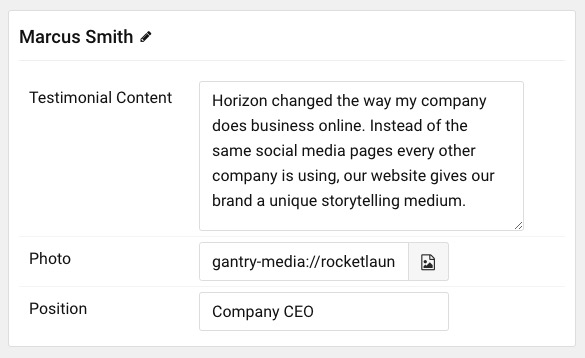 Marcus Smith
Testimonial Content
Horizon changed the way my company
does business online. Instead of the
same social media pages every other
company is using, our website gives our
brand a unique storytelling medium.
Photo
gantry-media://rocketlaun
Position
Company CEO